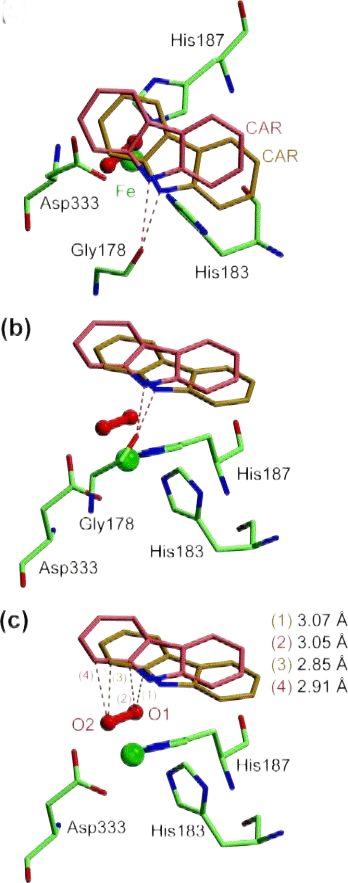 His187
CAR
CAR
Fe
Asp333
Gly178
His183
(b)
His187
Gly178
His183
Asp333
(c)
(1) 3.07 Å
(2) 3.05 Å
(3) 2.85 Å
(4) 2.91 Å
(4) (3) (1)
(2)
O2 O1
His187
Asp333 His183